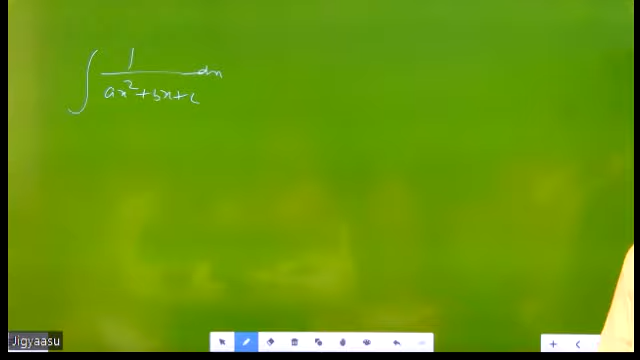 ∫ 1/(ax²+bx+c) dx
Jigyaasu